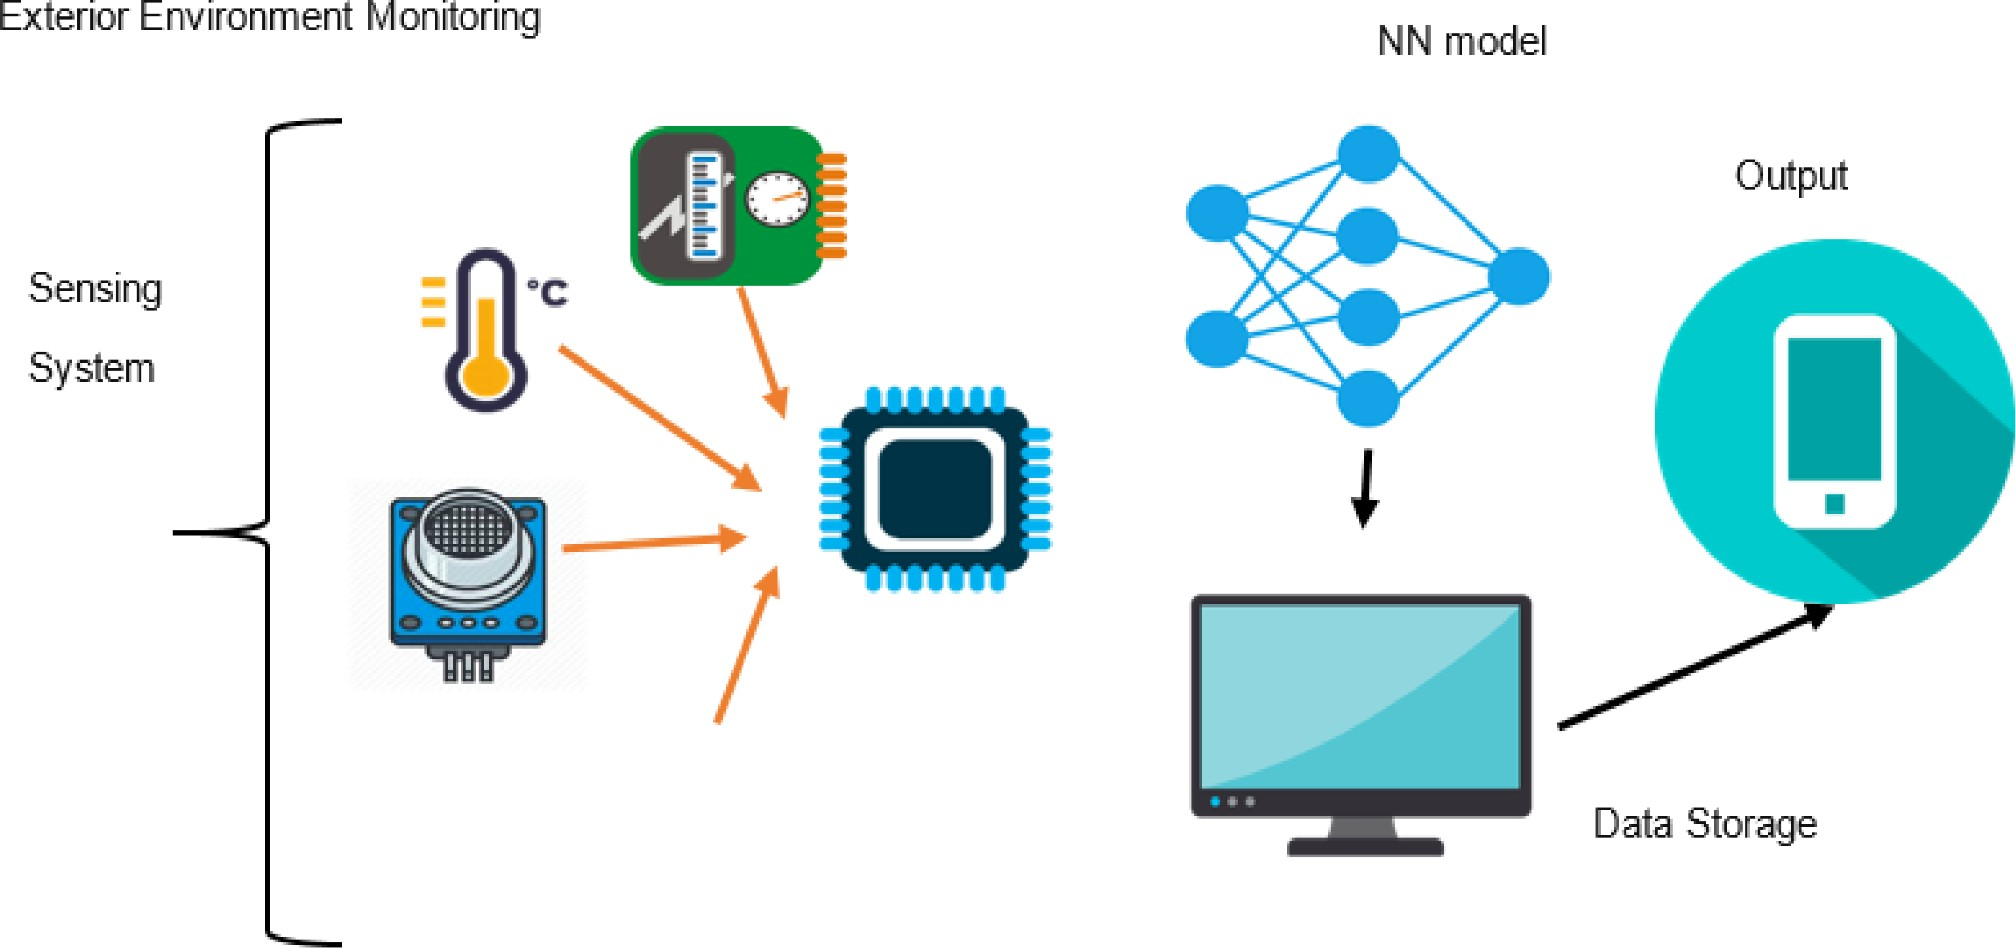 Exterior Environment Monitoring
NN model
Output
Sensing
System
°C
Data Storage